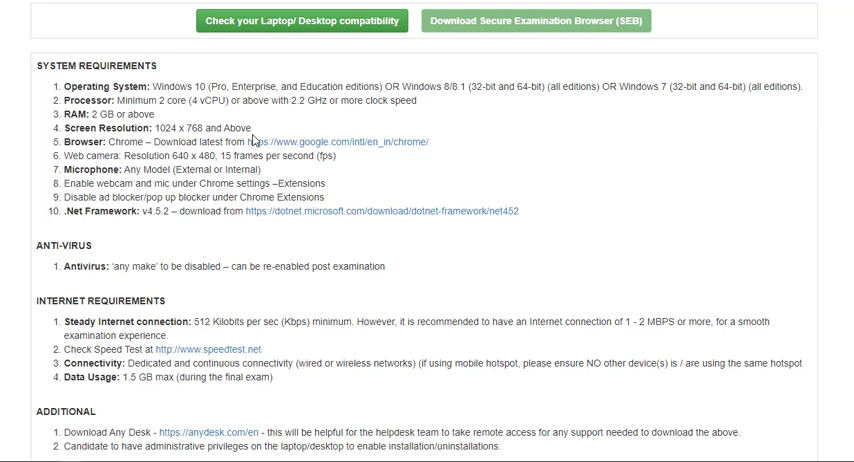 Check your Laptop/ Desktop compatibility
Download Secure Examination Browser (SEB)
SYSTEM REQUIREMENTS
1. Operating System: Windows 10 (Pro, Enterprise, and Education editions) OR Windows 8/8.1 (32-bit and 64-bit) (all editions) OR Windows 7 (32-bit and 64-bit) (all editions).
2. Processor: Minimum 2 core (4 vCPU) or above with 2.2 GHz or more clock speed
3. RAM: 2 GB or above
4. Screen Resolution: 1024 x 768 and Above
5. Browser: Chrome – Download latest from https://www.google.com/intl/en_in/chrome/
6. Web camera: Resolution 640 x 480, 15 frames per second (fps)
7. Microphone: Any Model (External or Internal)
8. Enable webcam and mic under Chrome settings –Extensions
9. Disable ad blocker/pop up blocker under Chrome Extensions
10. .Net Framework: v4.5.2 – download from https://dotnet.microsoft.com/download/dotnet-framework/net452
ANTI-VIRUS
1. Antivirus: 'any make' to be disabled – can be re-enabled post examination
INTERNET REQUIREMENTS
1. Steady Internet connection: 512 Kilobits per sec (Kbps) minimum. However, it is recommended to have an Internet connection of 1 - 2 MBPS or more, for a smooth
examination experience.
2. Check Speed Test at http://www.speedtest.net
3. Connectivity: Dedicated and continuous connectivity (wired or wireless networks) (if using mobile hotspot, please ensure NO other device(s) is / are using the same hotspot
4. Data Usage: 1.5 GB max (during the final exam)
ADDITIONAL
1. Download Any Desk - https://anydesk.com/en - this will be helpful for the helpdesk team to take remote access for any support needed to download the above.
2. Candidate to have administrative privileges on the laptop/desktop to enable installation/uninstallations.